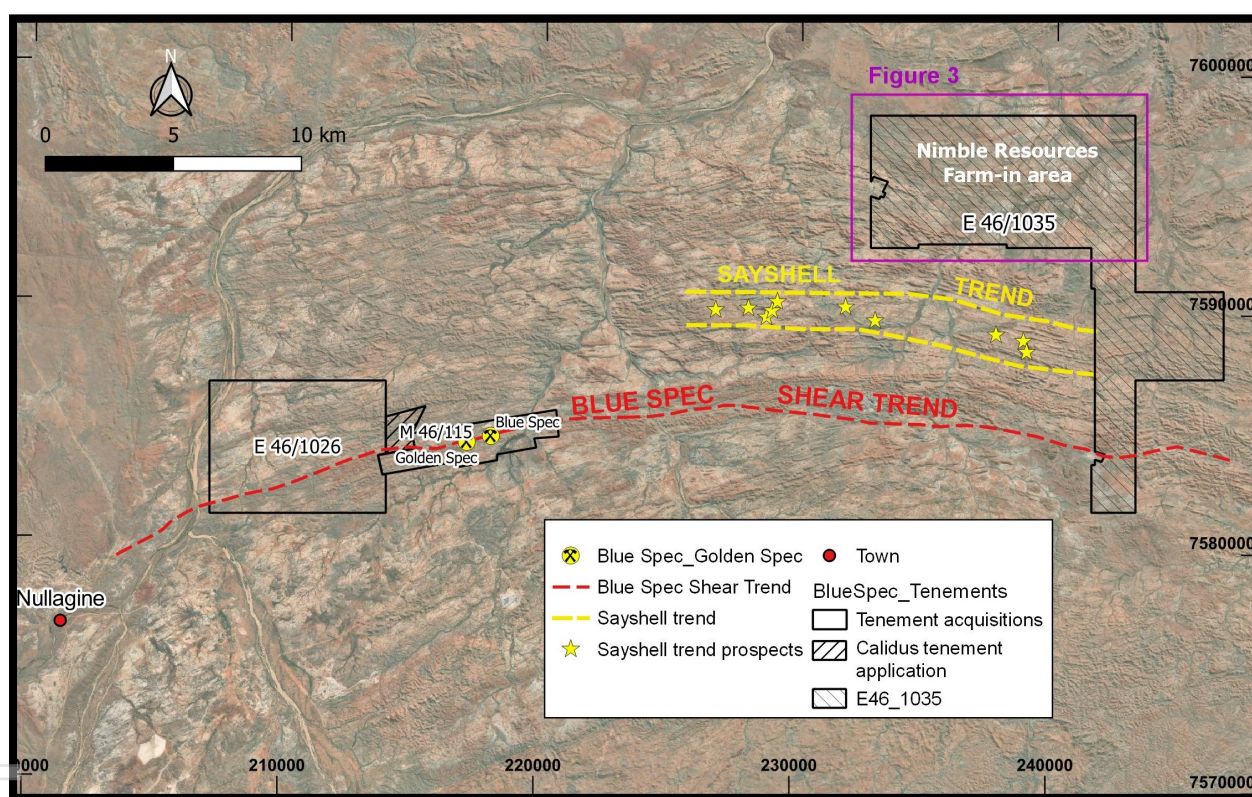 N
0 5 10 km
Figure 3
7600000
Nimble Resources
Farm-in area
E 46/1035
SAYSHELL TREND
7590000
BLUE SPEC SHEAR TREND
E 46/1026
M 46/115
Blue Spec
Golden Spec
Nullagine
Blue Spec_Golden Spec
Blue Spec Shear Trend
Sayshell trend
Sayshell trend prospects
Town
BlueSpec_Tenements
Tenement acquisitions
Calidus tenement
application
E46_1035
7580000
210000
220000
230000
240000
7570000